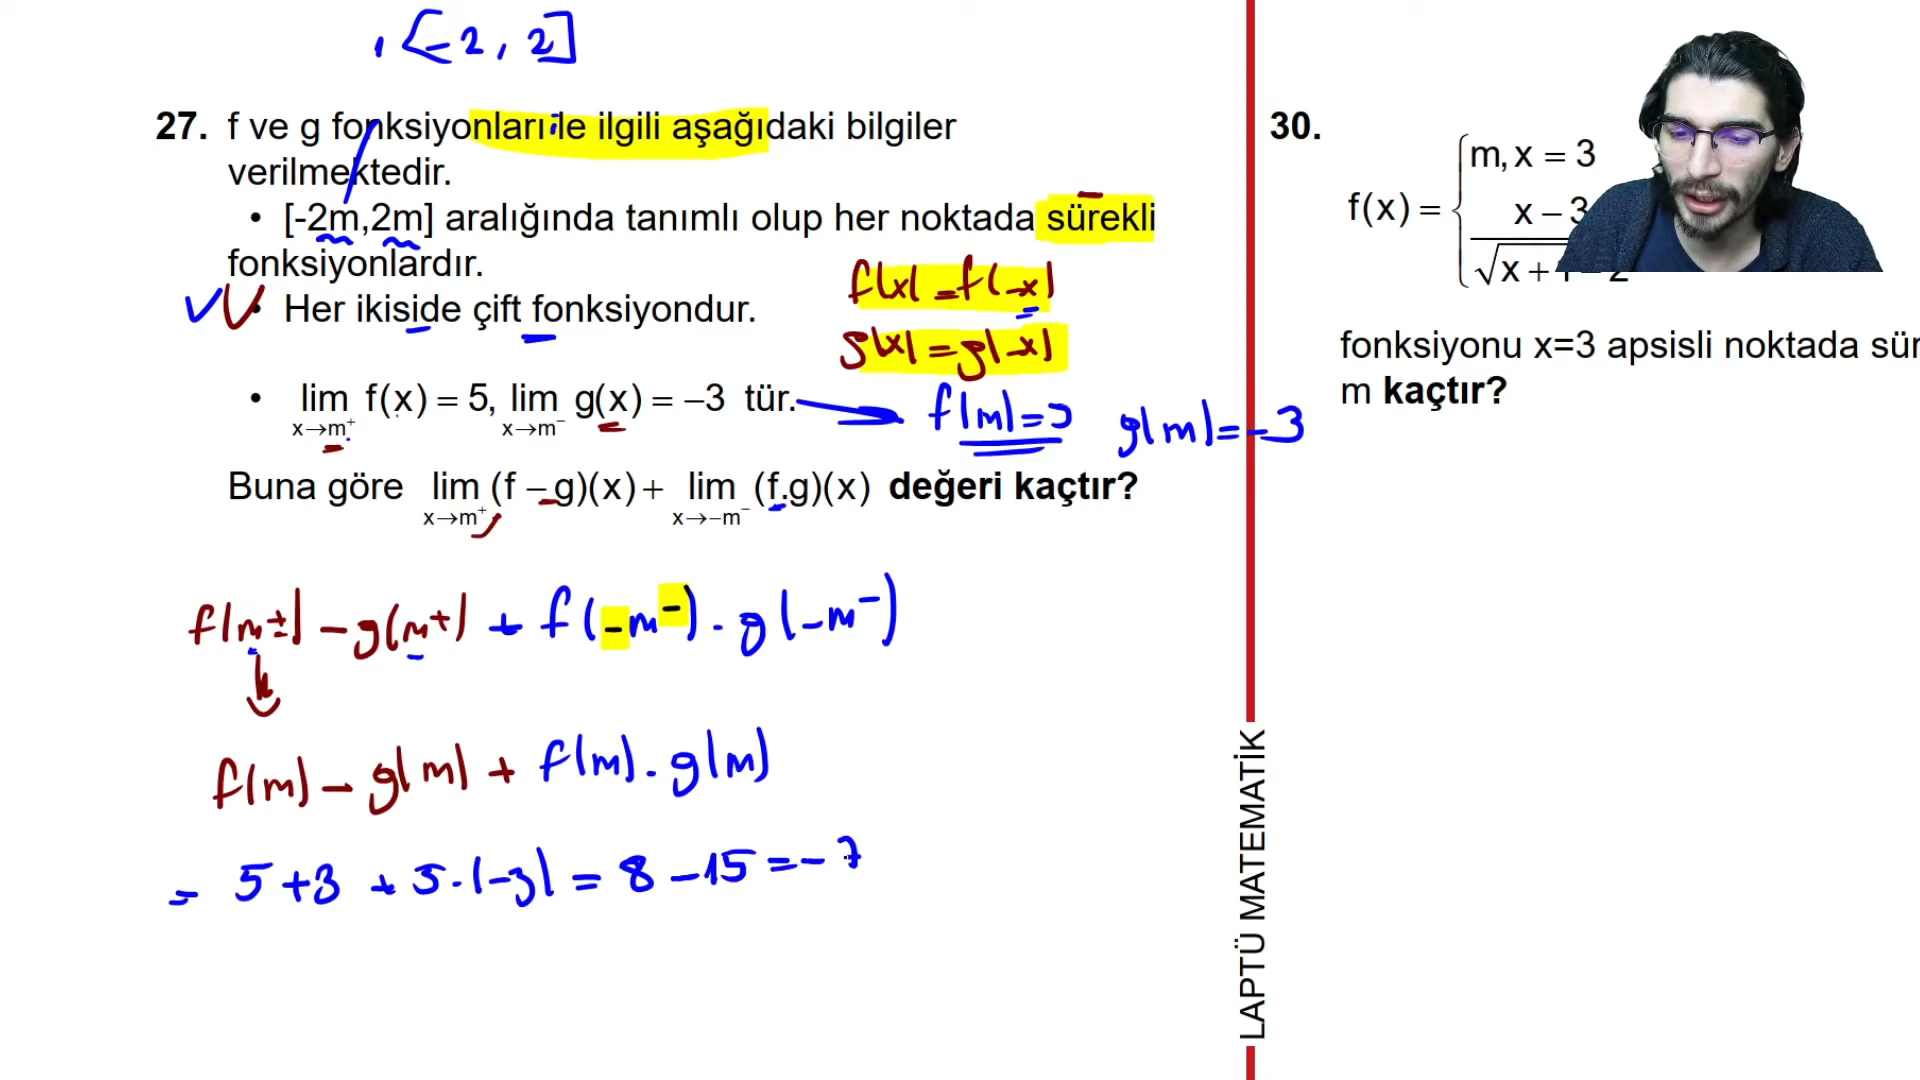 , [-2, 2]
27. f ve g fonksiyonları ile ilgili aşağıdaki bilgiler
verilmektedir.
• [-2m,2m] aralığında tanımlı olup her noktada sürekli
fonksiyonlardır.
• Her ikiside çift fonksiyondur.
f(x) = f(-x)
g(x) = g(-x)
• lim x→m⁺ f(x) = 5, lim x→m⁻ g(x) = −3 tür.
f(m) = 5 g(m) = -3
Buna göre lim x→m⁺ (f − g)(x) + lim x→−m⁻ (f.g)(x) değeri kaçtır?
f(m⁺) - g(m⁺) + f(-m⁻) . g(-m⁻)
f(m) - g(m) + f(m) . g(m)
= 5+3 + 5.(-3) = 8 - 15 = -7
LAPTÜ MATEMATİK
30.
f(x) = { m, x = 3
x − 3
√x +
fonksiyonu x=3 apsisli noktada
m kaçtır?